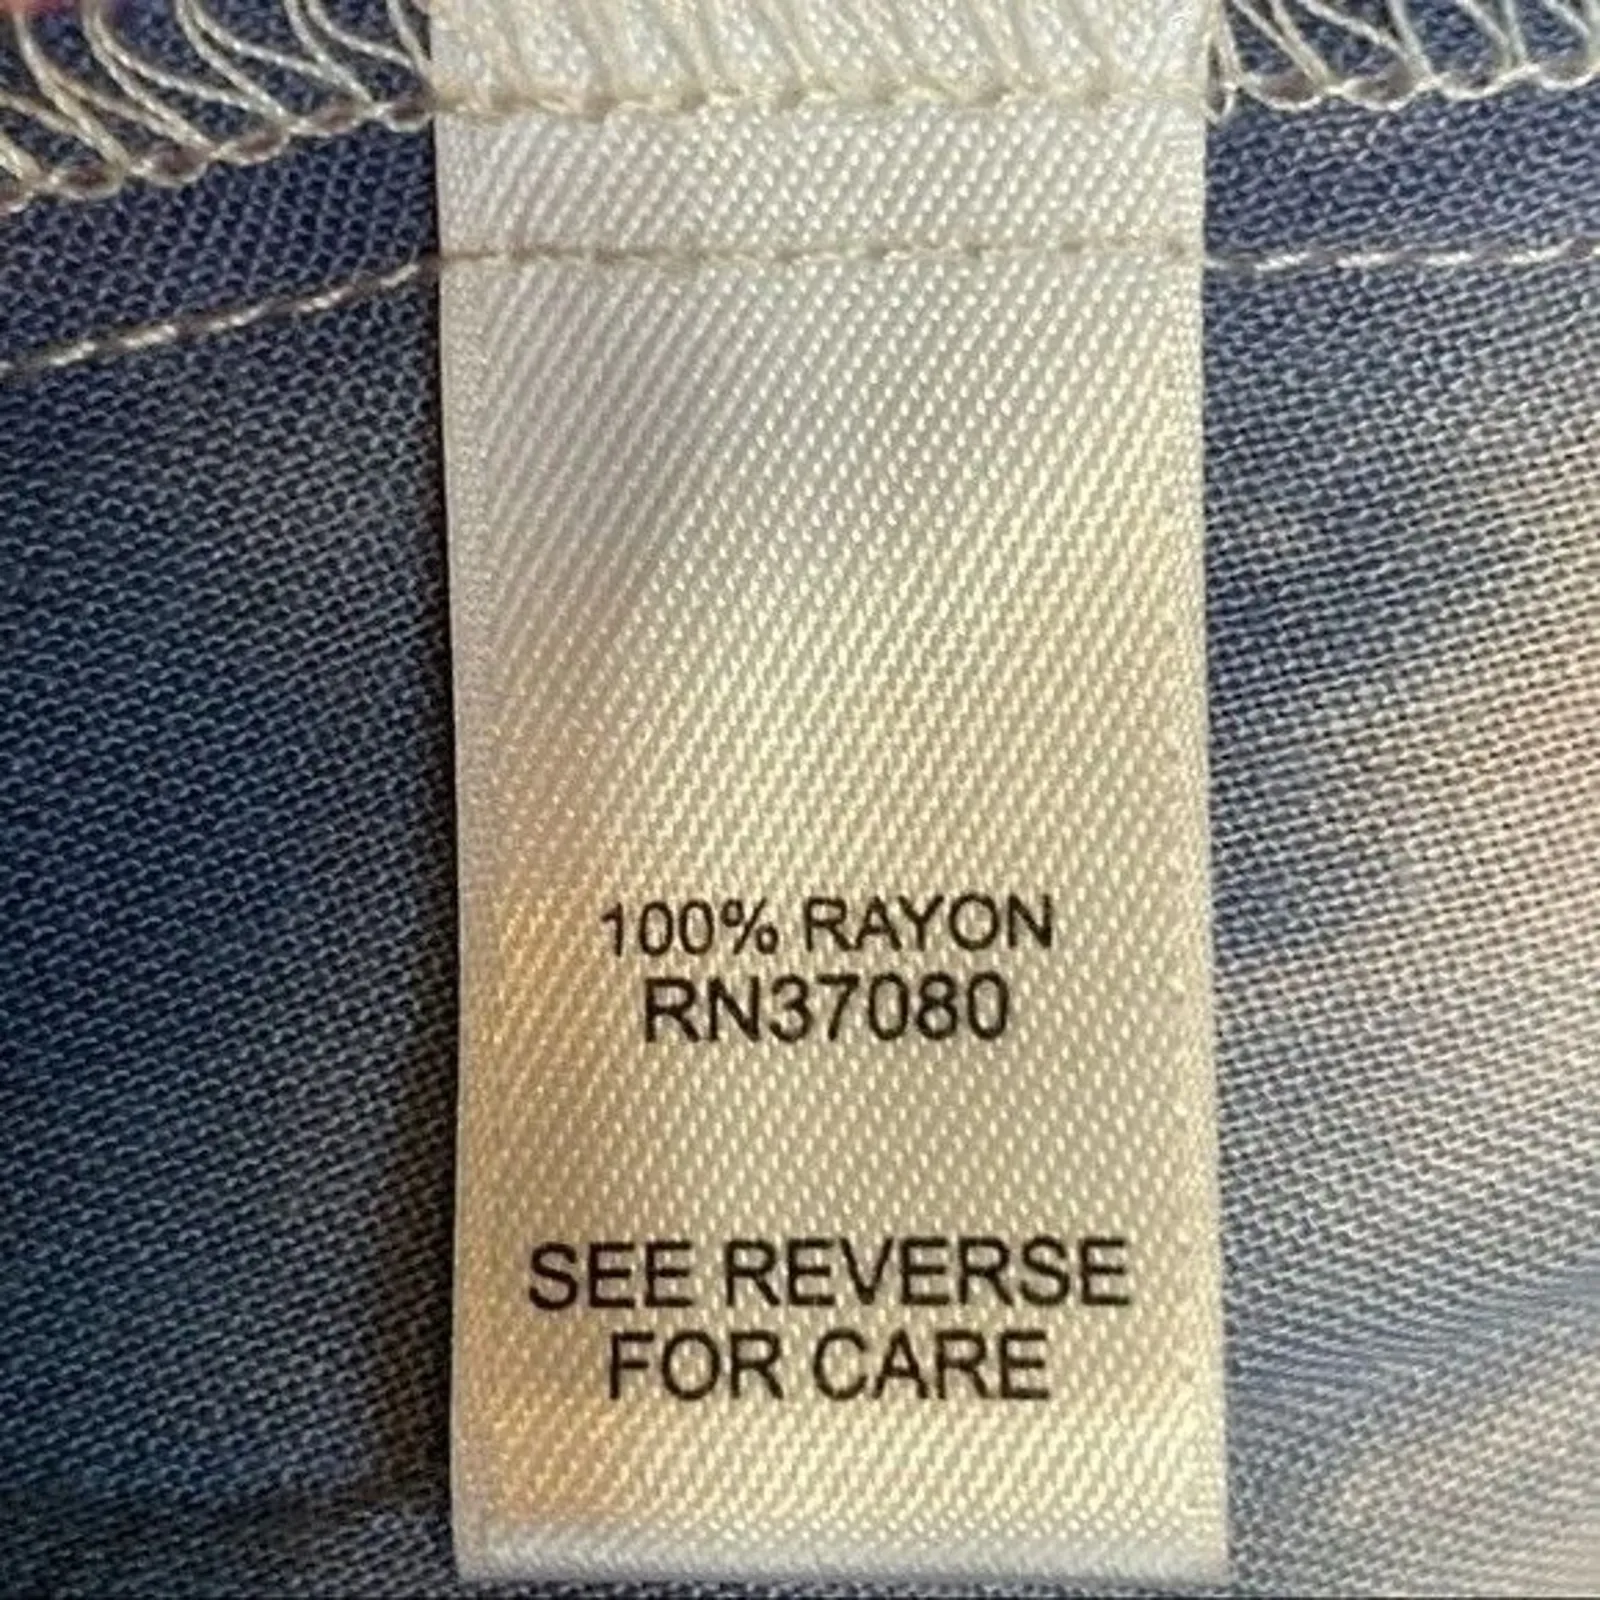 100% RAYON
RN37080
SEE REVERSE
FOR CARE